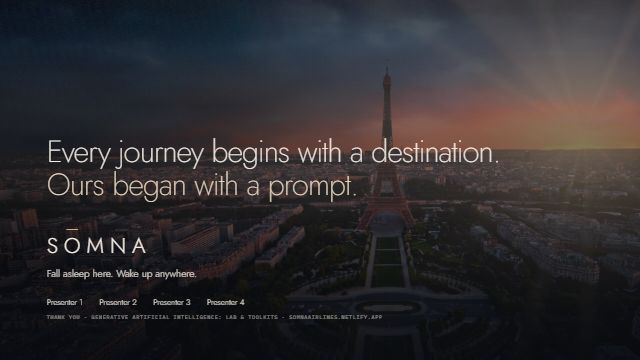 Every journey begins with a destination.
Ours began with a prompt.
SŌMNA
Fall asleep here. Wake up anywhere.
Presenter 1 Presenter 2 Presenter 3 Presenter 4
THANK YOU - GENERATIVE ARTIFICIAL INTELLIGENCE: LAB & TOOLKITS - SOMNAAIRLINES.NETLIFY.APP